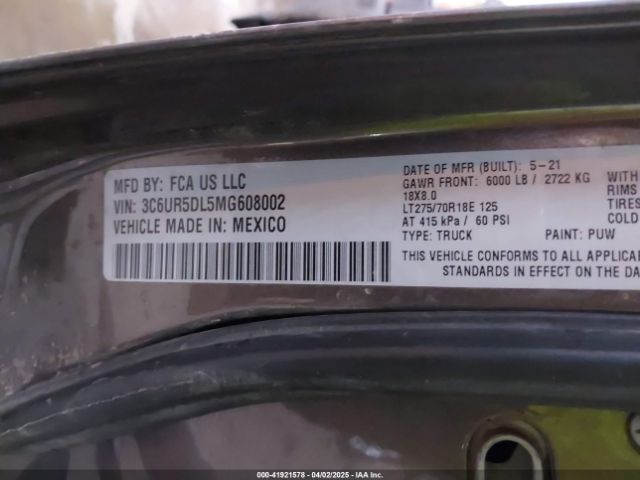 MFD BY: FCA US LLC
VIN: 3C6UR5DL5MG608002
VEHICLE MADE IN: MEXICO
DATE OF MFR (BUILT): 5-21
GAWR FRONT: 6000 LB / 2722 KG
18X8.0
LT275/70R18E 125
AT 415 kPa / 60 PSI
TYPE: TRUCK PAINT: PUW
THIS VEHICLE CONFORMS TO ALL APPLICA
STANDARDS IN EFFECT ON THE DA
WITH
RIMS
TIRES
COLD
000-41921578 - 04/02/2025 - IAA Inc.